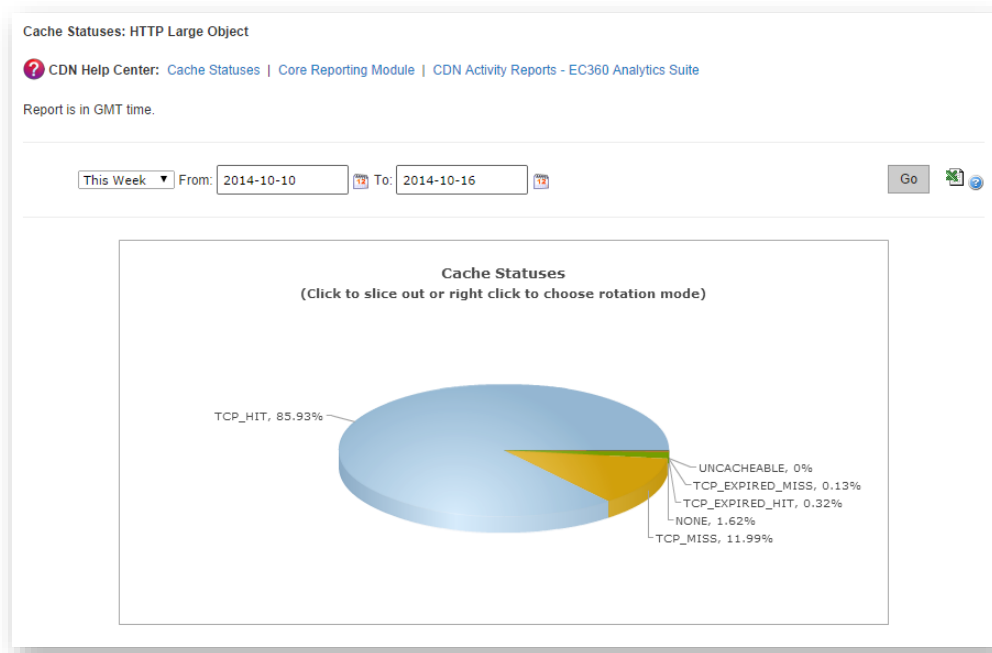 Cache Statuses: HTTP Large Object
CDN Help Center: Cache Statuses | Core Reporting Module | CDN Activity Reports - EC360 Analytics Suite
Report is in GMT time.
This Week From: 2014-10-10 To: 2014-10-16 Go
Cache Statuses
(Click to slice out or right click to choose rotation mode)
TCP_HIT, 85.93%
UNCACHEABLE, 0%
TCP_EXPIRED_MISS, 0.13%
TCP_EXPIRED_HIT, 0.32%
NONE, 1.62%
TCP_MISS, 11.99%